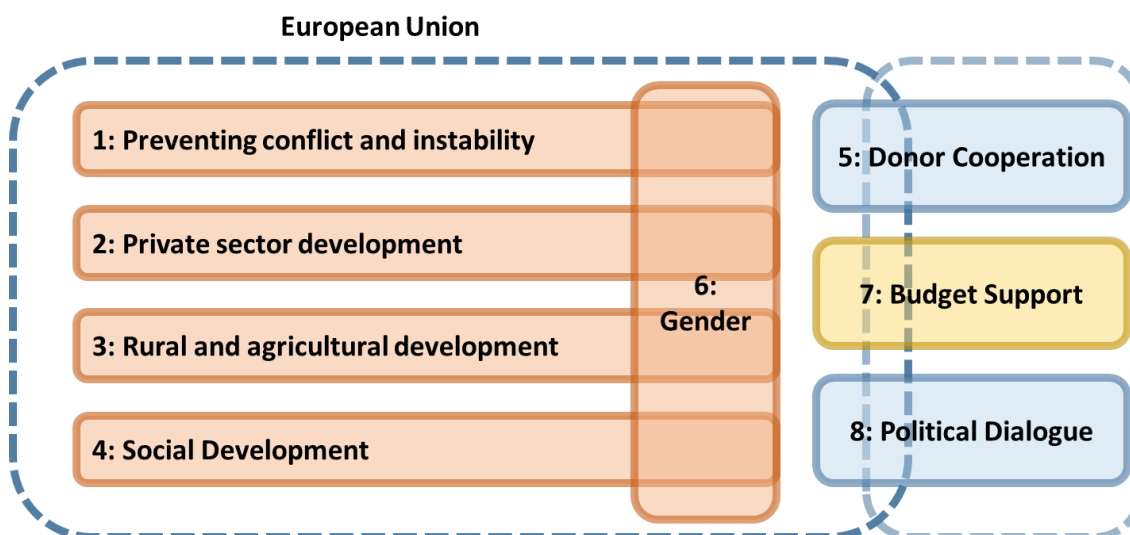 European Union
1: Preventing conflict and instability
2: Private sector development
3: Rural and agricultural development
4: Social Development
6:
Gender
5: Donor Cooperation
7: Budget Support
8: Political Dialogue